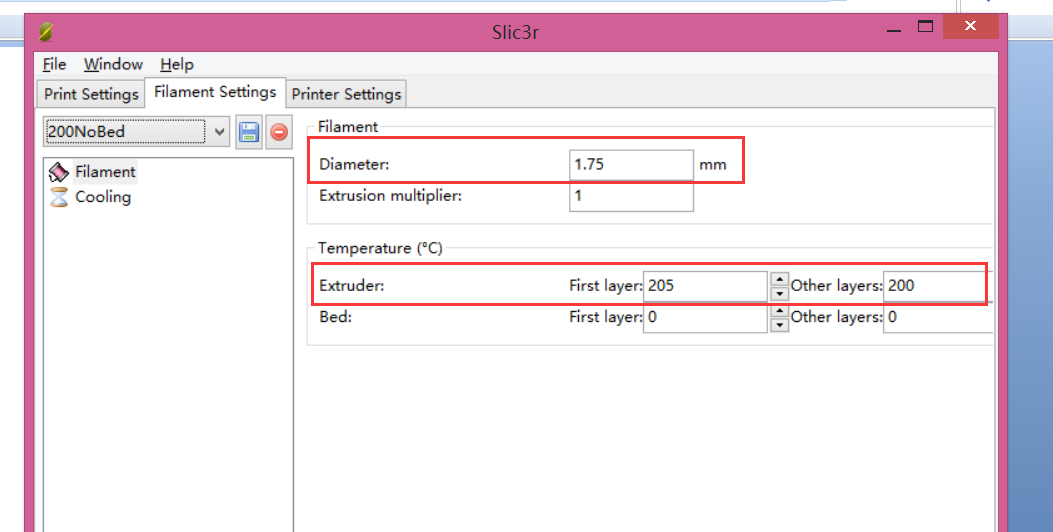 Slic3r
File Window Help
Print Settings Filament Settings Printer Settings
200NoBed
Filament
Cooling
Filament
Diameter: 1.75 mm
Extrusion multiplier: 1
Temperature (°C)
Extruder: First layer: 205 Other layers: 200
Bed: First layer: 0 Other layers: 0